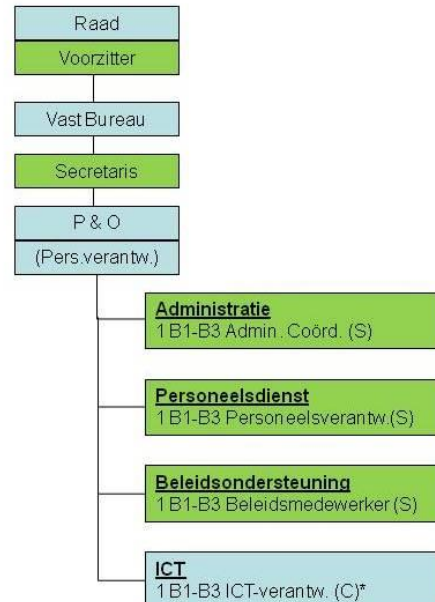 Raad
Voorzitter
Vast Bureau
Secretaris
P & O
(Pers.verantw.)
Administratie
1 B1-B3 Admin. Coörd. (S)
Personeelsdienst
1 B1-B3 Personeelsverantw.(S)
Beleidsondersteuning
1 B1-B3 Beleidsmedewerker (S)
ICT
1 B1-B3 ICT-verantw. (C)*